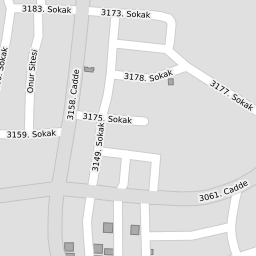 3183. Sokak
3173. Sokak
3178. Sokak
3177. Sokak
Onur Sitesi
3158. Cadde
3175. Sokak
3159. Sokak
3149. Sokak
Sokak
3061. Cadde